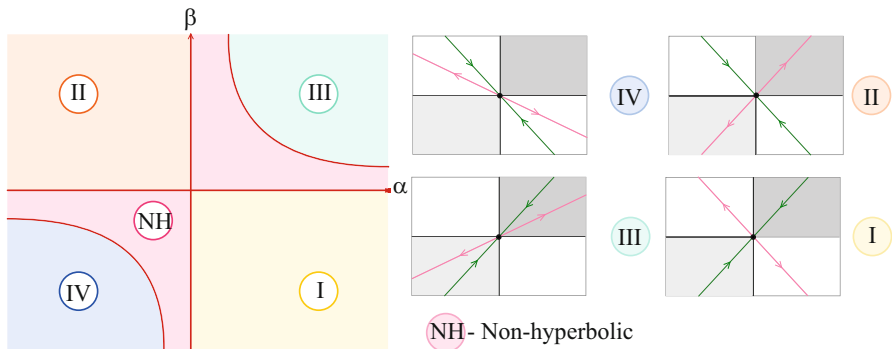 β
II
III
α
NH
IV
I
IV
II
III
I
NH - Non-hyperbolic